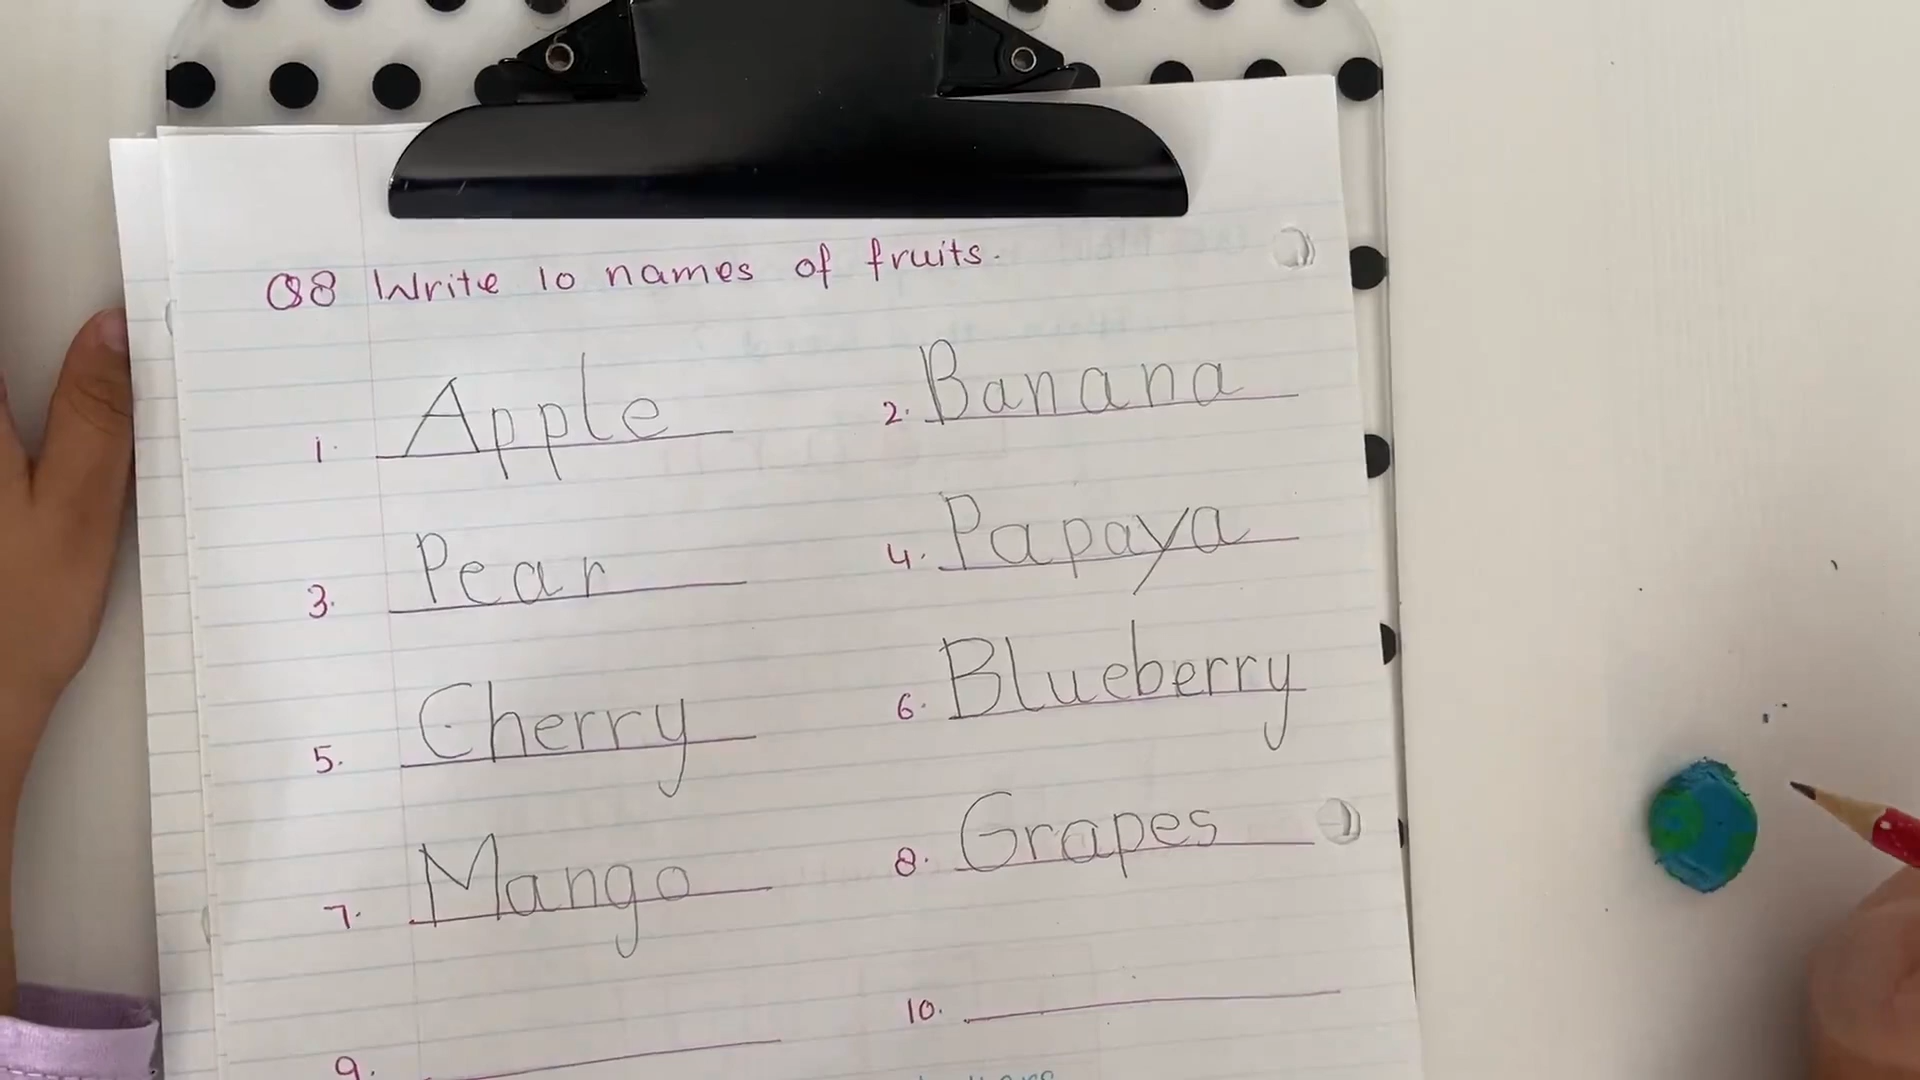 Q8 Write 10 names of fruits.
1. Apple
2. Banana
3. Pear
4. Papaya
5. Cherry
6. Blueberry
7. Mango
8. Grapes
9.
10.